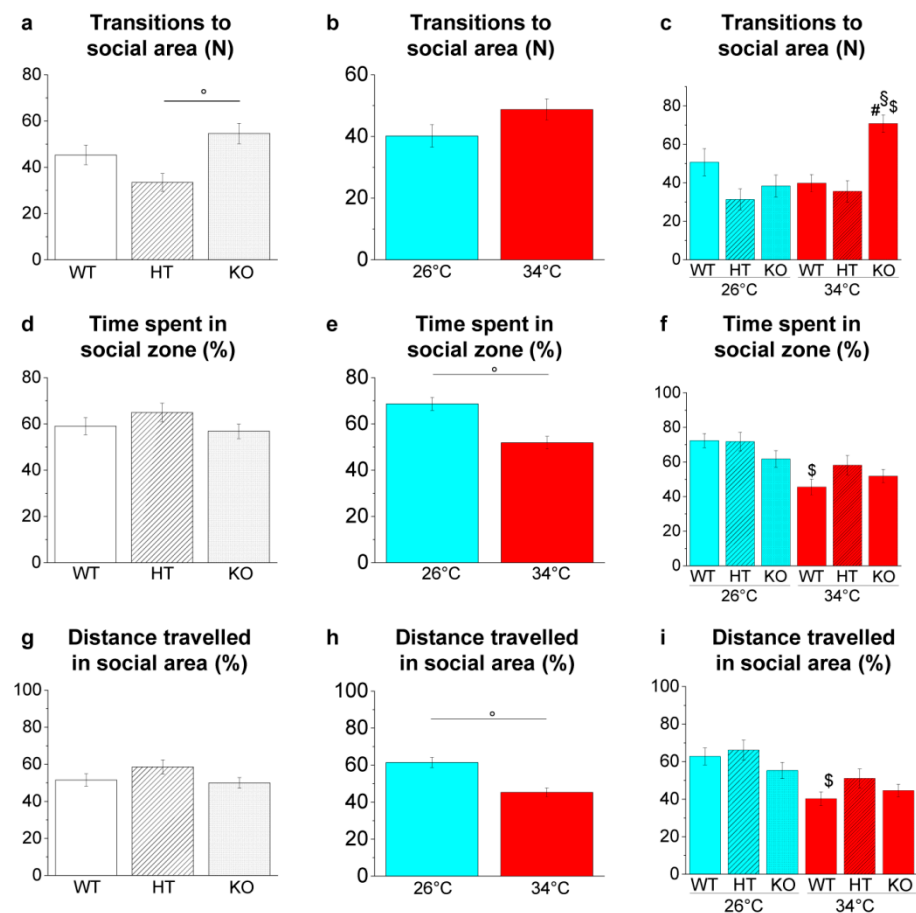 a Transitions to social area (N)
80
60
40
20
0
WT HT KO
°
b Transitions to social area (N)
60
40
20
0
26°C 34°C
c Transitions to social area (N)
80
60
40
20
0
#§$
WT HT KO WT HT KO
26°C 34°C
d Time spent in social zone (%)
80
60
40
20
0
WT HT KO
e Time spent in social zone (%)
80
60
40
20
0
°
26°C 34°C
f Time spent in social zone (%)
100
80
60
40
20
0
$
WT HT KO WT HT KO
26°C 34°C
g Distance travelled in social area (%)
100
80
60
40
20
0
WT HT KO
h Distance travelled in social area (%)
100
80
60
40
20
0
°
26°C 34°C
i Distance travelled in social area (%)
100
80
60
40
20
0
$
WT HT KO WT HT KO
26°C 34°C